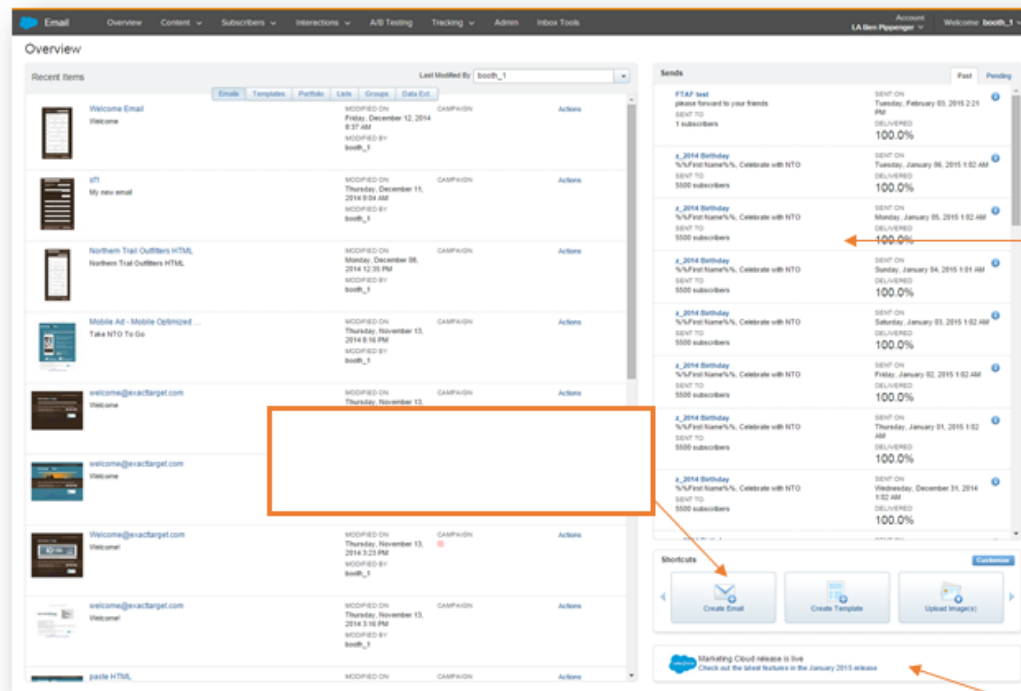 Email Overview Content Subscribers Interactions A/B Testing Tracking Admin Inbox Tools Account LA Ben Pippenger Welcome booth_1
Overview
Recent Items
Last Modified By booth_1
Emails Templates Portfolio Lists Groups Data Ext.
Welcome Email
Welcome
MODIFIED ON
Friday, December 12, 2014
8:37 AM
MODIFIED BY
booth_1
CAMPAIGN
Actions
My new email
MODIFIED ON
Thursday, December 11,
2014 9:04 AM
MODIFIED BY
booth_1
CAMPAIGN
Actions
Northern Trail Outfitters HTML
Northern Trail Outfitters HTML
MODIFIED ON
Monday, December 08,
2014 12:35 PM
MODIFIED BY
booth_1
CAMPAIGN
Actions
Mobile Ad - Mobile Optimized ...
Take NTO To Go
MODIFIED ON
Thursday, November 13,
2014 8:16 PM
MODIFIED BY
booth_1
CAMPAIGN
Actions
welcome@exacttarget.com
Welcome
MODIFIED ON
Thursday, November 13,
CAMPAIGN
Actions
welcome@exacttarget.com
Welcome
Welcome@exacttarget.com
Welcome!
MODIFIED ON
Thursday, November 13,
2014 3:23 PM
MODIFIED BY
booth_1
CAMPAIGN
Actions
welcome@exacttarget.com
Welcome!
MODIFIED ON
Thursday, November 13,
2014 3:16 PM
MODIFIED BY
booth_1
CAMPAIGN
Actions
paste HTML
MODIFIED ON
CAMPAIGN
Actions
Sends
Past Pending
FTAF test
please forward to your friends
SENT TO
1 subscribers
SENT ON
Tuesday, February 03, 2015 2:21
PM
DELIVERED
100.0%
z_2014 Birthday
%%First Name%%, Celebrate with NTO
SENT TO
5500 subscribers
SENT ON
Tuesday, January 06, 2015 1:02 AM
DELIVERED
100.0%
z_2014 Birthday
%%First Name%%, Celebrate with NTO
SENT TO
5500 subscribers
SENT ON
Monday, January 05, 2015 1:02 AM
DELIVERED
100.0%
z_2014 Birthday
%%First Name%%, Celebrate with NTO
SENT TO
5500 subscribers
SENT ON
Sunday, January 04, 2015 1:01 AM
DELIVERED
100.0%
z_2014 Birthday
%%First Name%%, Celebrate with NTO
SENT TO
5500 subscribers
SENT ON
Saturday, January 03, 2015 1:02 AM
DELIVERED
100.0%
z_2014 Birthday
%%First Name%%, Celebrate with NTO
SENT TO
5500 subscribers
SENT ON
Friday, January 02, 2015 1:02 AM
DELIVERED
100.0%
z_2014 Birthday
%%First Name%%, Celebrate with NTO
SENT TO
5500 subscribers
SENT ON
Thursday, January 01, 2015 1:02
AM
DELIVERED
100.0%
z_2014 Birthday
%%First Name%%, Celebrate with NTO
SENT TO
5500 subscribers
SENT ON
Wednesday, December 31, 2014
1:02 AM
DELIVERED
100.0%
Shortcuts
Customize
Create Email
Create Template
Upload Image(s)
salesforce
Marketing Cloud release is live
Check out the latest features in the January 2015 release